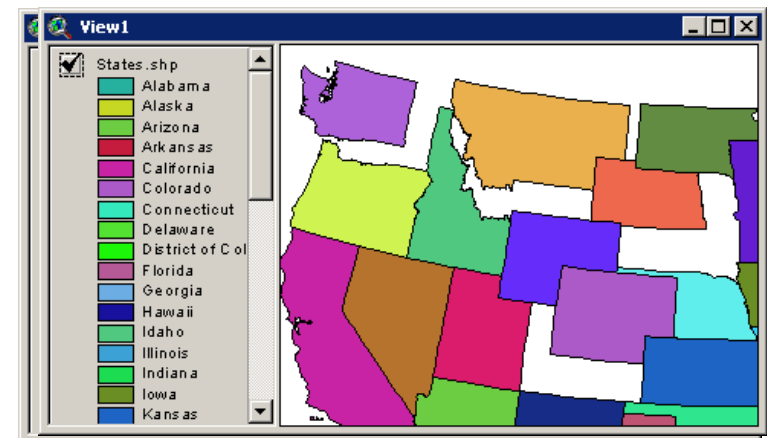 View1
States.shp
Alabama
Alaska
Arizona
Arkansas
California
Colorado
Connecticut
Delaware
District of Col
Florida
Georgia
Hawaii
Idaho
Illinois
Indiana
Iowa
Kansas